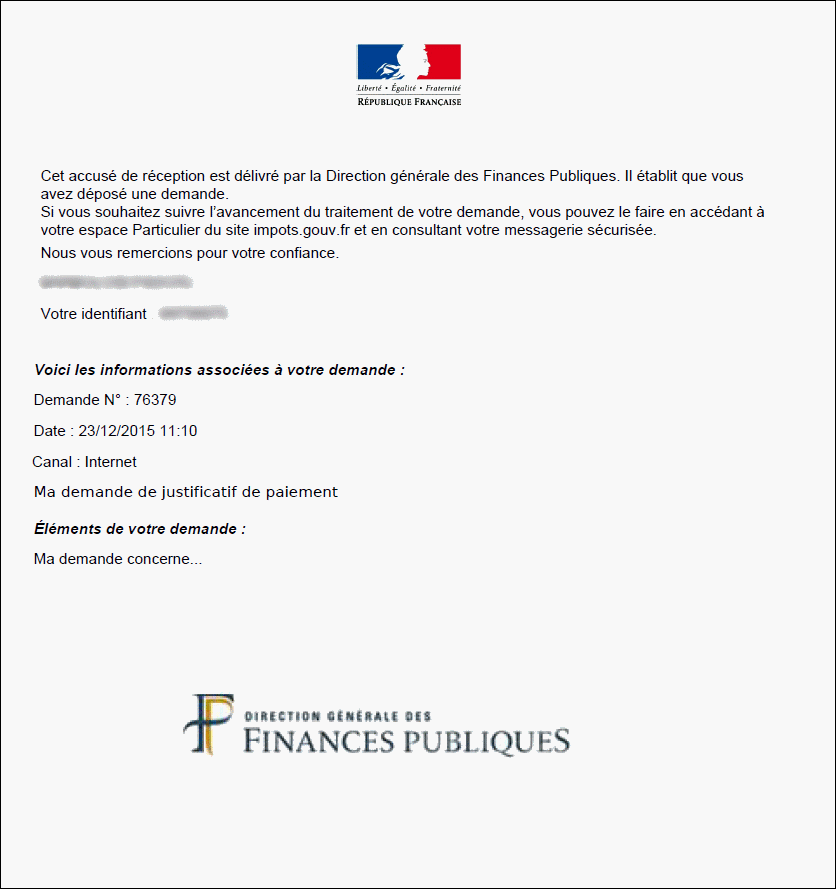 Liberté • Égalité • Fraternité
RÉPUBLIQUE FRANÇAISE
Cet accusé de réception est délivré par la Direction générale des Finances Publiques. Il établit que vous
avez déposé une demande.
Si vous souhaitez suivre l'avancement du traitement de votre demande, vous pouvez le faire en accédant à
votre espace Particulier du site impots.gouv.fr et en consultant votre messagerie sécurisée.
Nous vous remercions pour votre confiance.
Votre identifiant
Voici les informations associées à votre demande :
Demande N° : 76379
Date : 23/12/2015 11:10
Canal : Internet
Ma demande de justificatif de paiement
Éléments de votre demande :
Ma demande concerne...
DIRECTION GÉNÉRALE DES
FINANCES PUBLIQUES